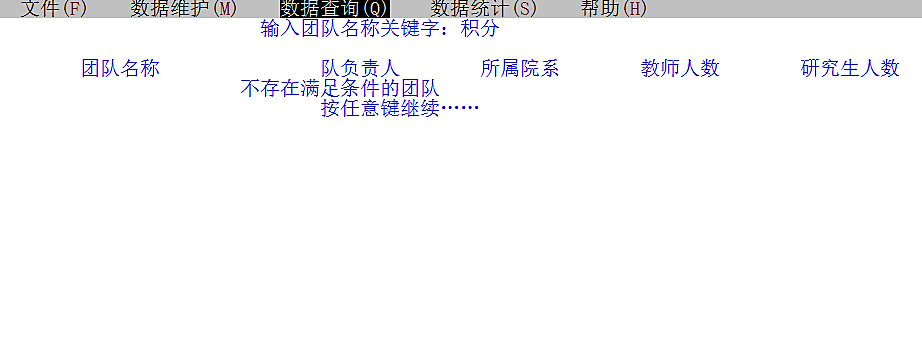 文件(F) 数据维护(M) 数据查询(Q) 数据统计(S) 帮助(H)
输入团队名称关键字：积分
团队名称 队负责人 所属院系 教师人数 研究生人数
不存在满足条件的团队
按任意键继续……